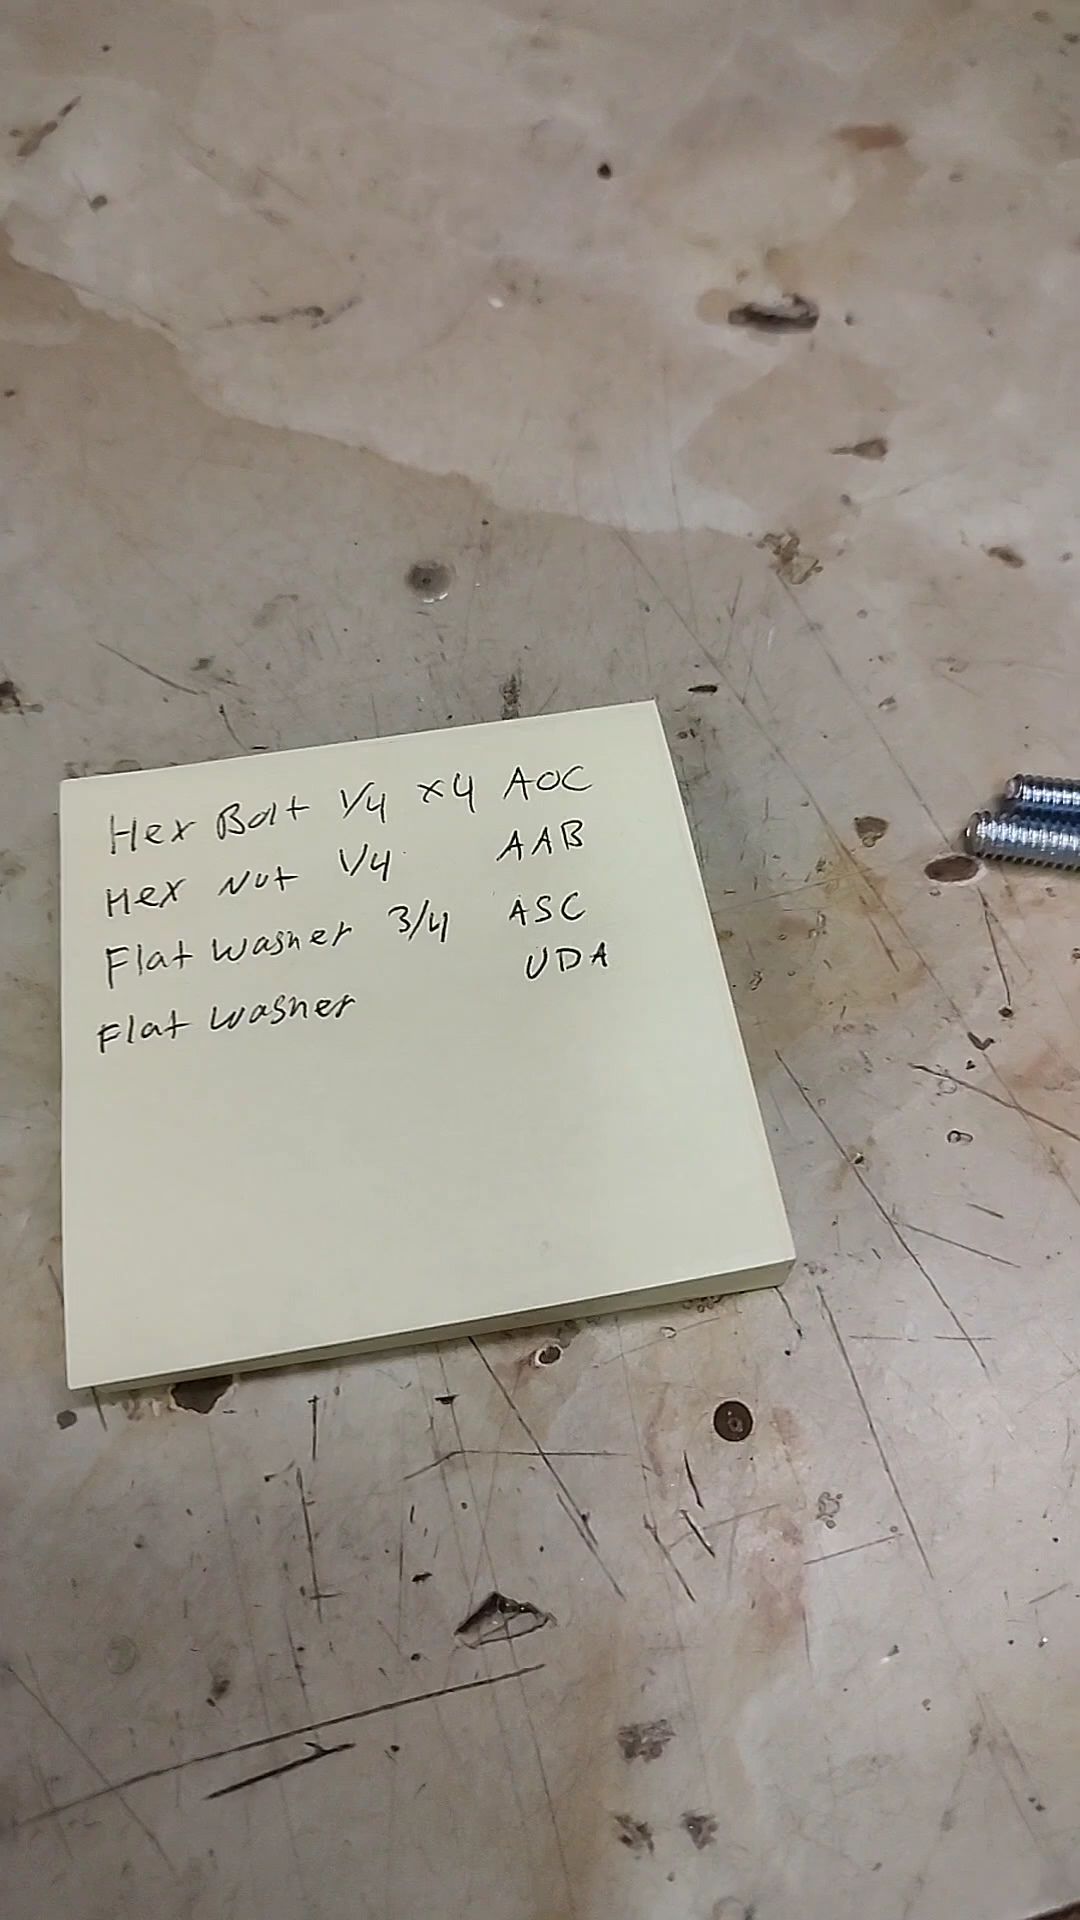 Hex Bolt 1/4 x4 AOC
Hex Nut 1/4 AAB
Flat Washer 3/4 ASC
Flat Washer UDA